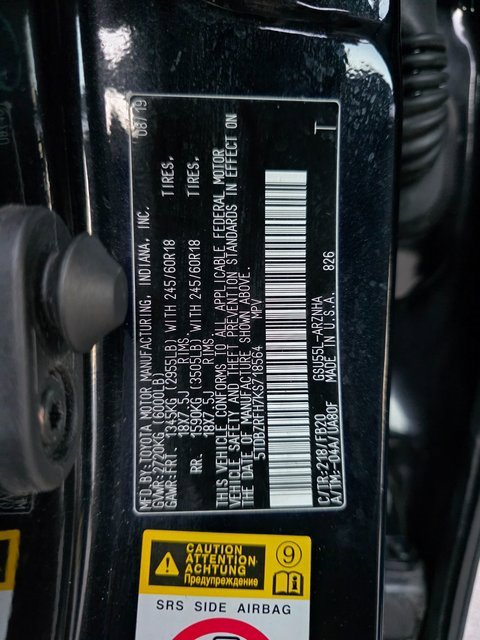 MFD.BY:TOYOTA MOTOR MANUFACTURING, INDIANA, INC. 08/19
GVWR:2720KG (6000LB)
GAWR:FRT. 1345KG (2955LB) WITH 245/60R18 TIRES,
18X7.5J RIMS
RR. 1590KG (3505LB) WITH 245/60R18 TIRES,
18X7.5J RIMS
THIS VEHICLE CONFORMS TO ALL APPLICABLE FEDERAL MOTOR
VEHICLE SAFETY AND THEFT PREVENTION STANDARDS IN EFFECT ON
THE DATE OF MANUFACTURE SHOWN ABOVE.
5TDBZRFH7KS718564 MPV
T
C/TR:218/FB20 GSU55L-ARZNHA
A/TM:-04A/UA80F MADE IN U.S.A. 826
CAUTION
ATTENTION
ACHTUNG
Предупреждение
9
SRS SIDE AIRBAG